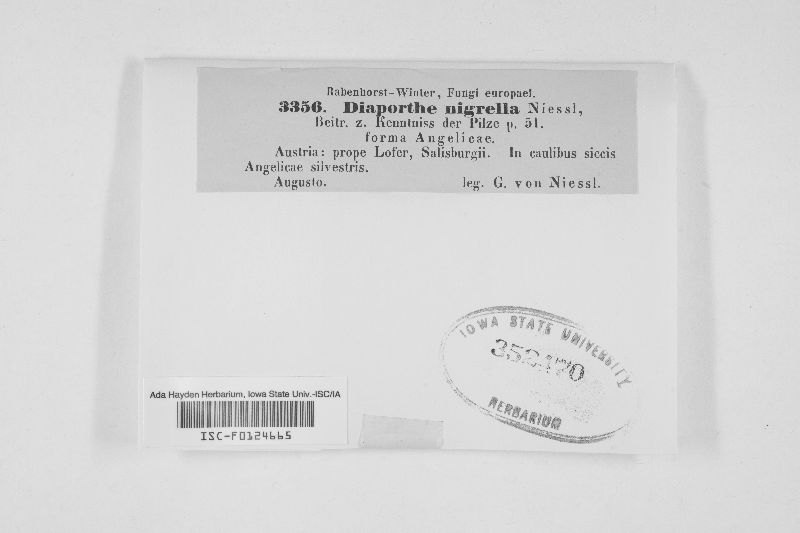 Rabenhorst-Winter, Fungi europaei.
3356. Diaporthe nigrella Niessl,
Beitr. z. Kenntniss der Pilze p. 51.
forma Angelicae.
Austria: prope Lofer, Salisburgii. In caulibus siccis
Angelicae silvestris.
Augusto. leg. G. von Niessl.
IOWA STATE UNIVERSITY
HERBARIUM
Ada Hayden Herbarium, Iowa State Univ.-ISC/IA
ISC-F0124665